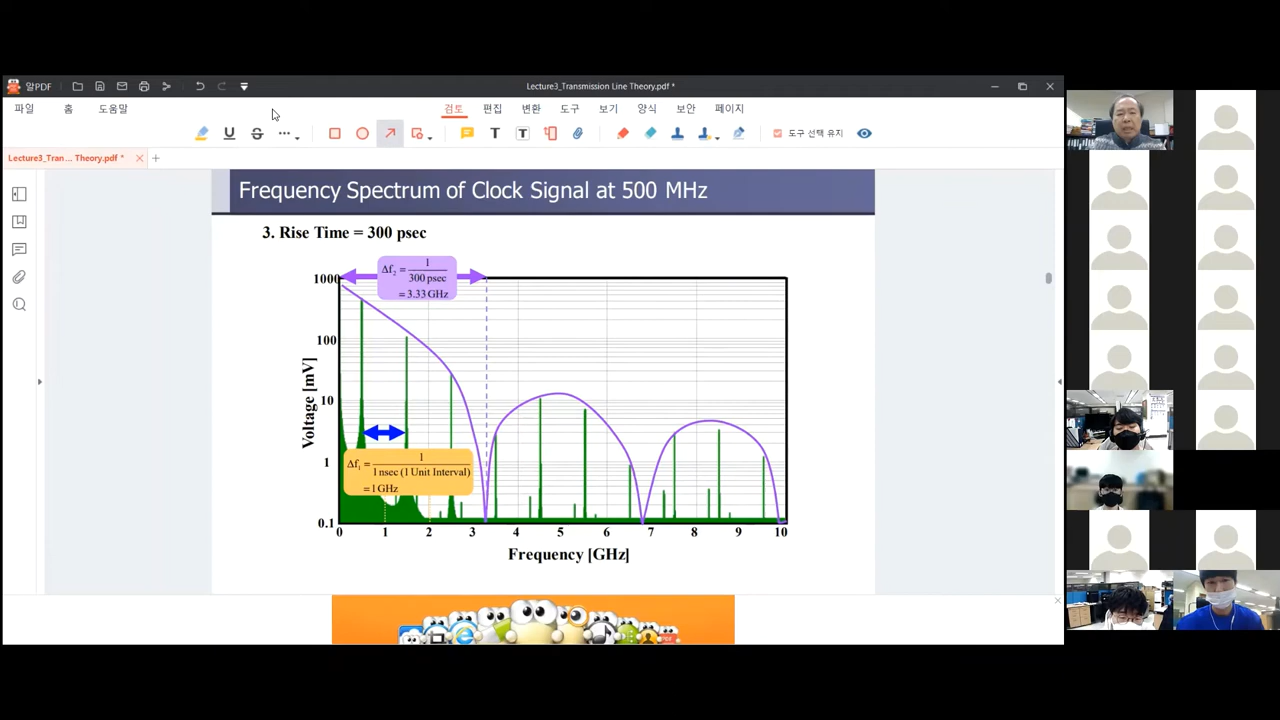 알PDF
Lecture3_Transmission Line Theory.pdf *
파일 홈 도움말 검토 편집 변환 도구 보기 양식 보안 페이지
도구 선택 유지
Lecture3_Tran... Theory.pdf *
Frequency Spectrum of Clock Signal at 500 MHz
3. Rise Time = 300 psec
Δf₂ = 1
300 psec
= 3.33 GHz
1000
100
10
1
0.1
Voltage [mV]
Δf₁ = 1
1 nsec (1 Unit Interval)
= 1 GHz
0 1 2 3 4 5 6 7 8 9 10
Frequency [GHz]